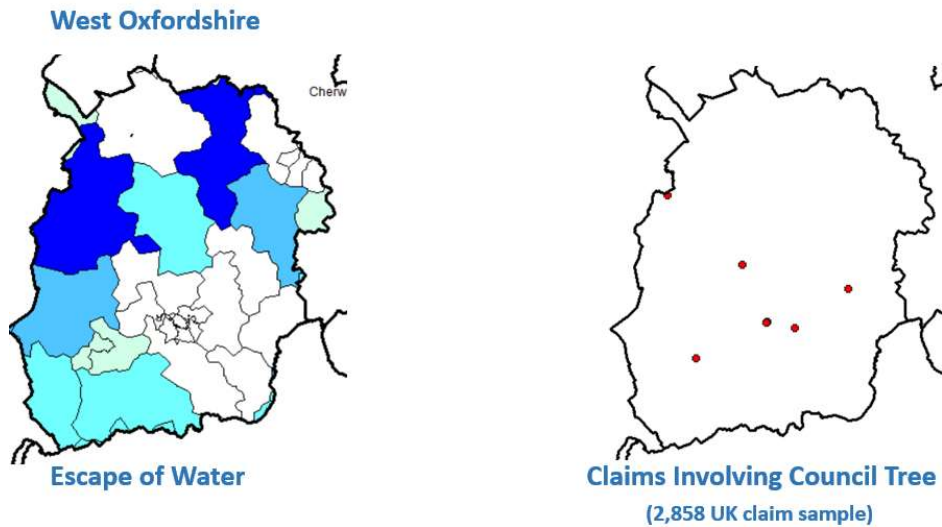 West Oxfordshire
Cherw
Escape of Water
Claims Involving Council Tree
(2,858 UK claim sample)